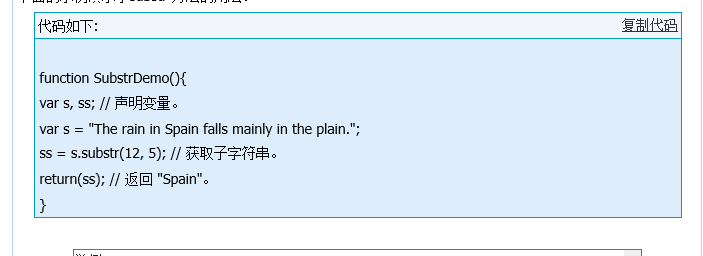 代码如下:
复制代码
function SubstrDemo(){
var s, ss; // 声明变量。
var s = "The rain in Spain falls mainly in the plain.";
ss = s.substr(12, 5); // 获取子字符串。
return(ss); // 返回 "Spain"。
}